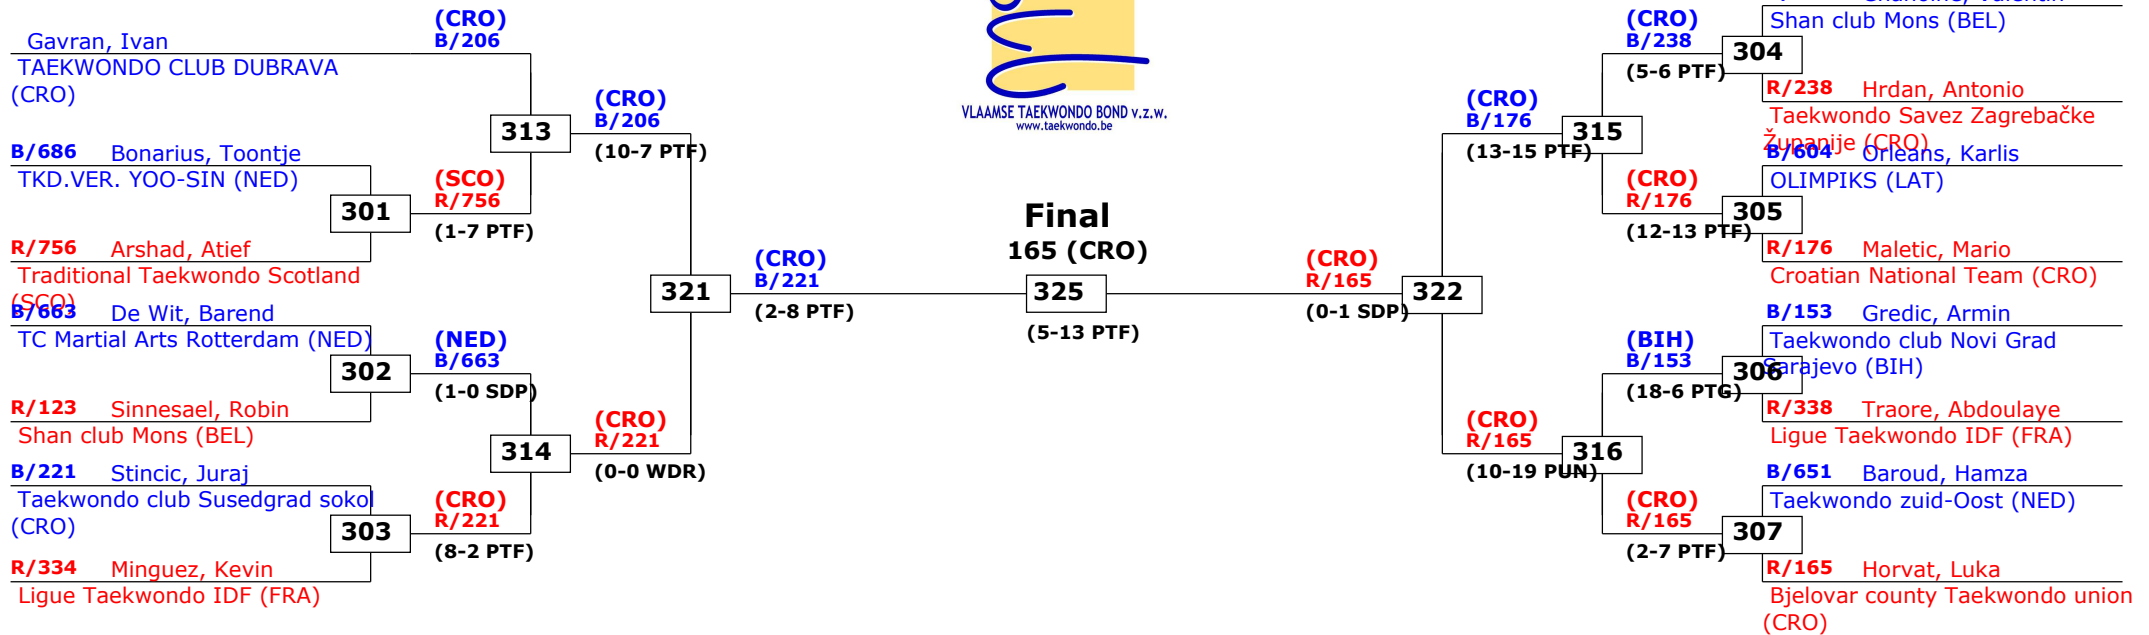 (CRO)
B/206
Gavran, Ivan
TAEKWONDO CLUB DUBRAVA
(CRO)
313
(CRO)
B/206
(10-7 PTF)
B/686 Bonarius, Toontje
TKD.VER. YOO-SIN (NED)
301
(SCO)
R/756
(1-7 PTF)
R/756 Arshad, Atief
Traditional Taekwondo Scotland
(SCO)
B/663 De Wit, Barend
TC Martial Arts Rotterdam (NED)
302
(NED)
B/663
(1-0 SDP)
R/123 Sinnesael, Robin
Shan club Mons (BEL)
314
(CRO)
R/221
(0-0 WDR)
B/221 Stincic, Juraj
Taekwondo club Susedgrad sokol
(CRO)
303
(CRO)
R/221
(8-2 PTF)
R/334 Minguez, Kevin
Ligue Taekwondo IDF (FRA)
321
(CRO)
B/221
(2-8 PTF)
VLAAMSE TAEKWONDO BOND v.z.w.
www.taekwondo.be
Final
165 (CRO)
325
(5-13 PTF)
(CRO)
R/165
(0-1 SDP)
322
(CRO)
B/176
(13-15 PTF)
315
(CRO)
B/238
(5-6 PTF)
304
Shan club Mons (BEL)
R/238 Hrdan, Antonio
Taekwondo Savez Zagrebačke
Županije (CRO)
B/604 Orleans, Karlis
OLIMPIKS (LAT)
(CRO)
R/176
(12-13 PTF)
305
R/176 Maletic, Mario
Croatian National Team (CRO)
B/153 Gredic, Armin
Taekwondo club Novi Grad
Sarajevo (BIH)
(BIH)
B/153
(18-6 PTG)
306
R/338 Traore, Abdoulaye
Ligue Taekwondo IDF (FRA)
(CRO)
R/165
(10-19 PUN)
316
B/651 Baroud, Hamza
Taekwondo zuid-Oost (NED)
(CRO)
R/165
(2-7 PTF)
307
R/165 Horvat, Luka
Bjelovar county Taekwondo union
(CRO)